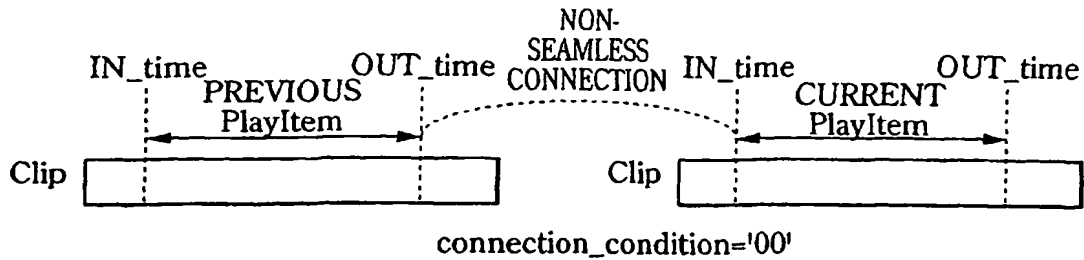 NON-
SEAMLESS
CONNECTION
IN_time OUT_time IN_time OUT_time
PREVIOUS CURRENT
PlayItem PlayItem
Clip Clip
connection_condition='00'